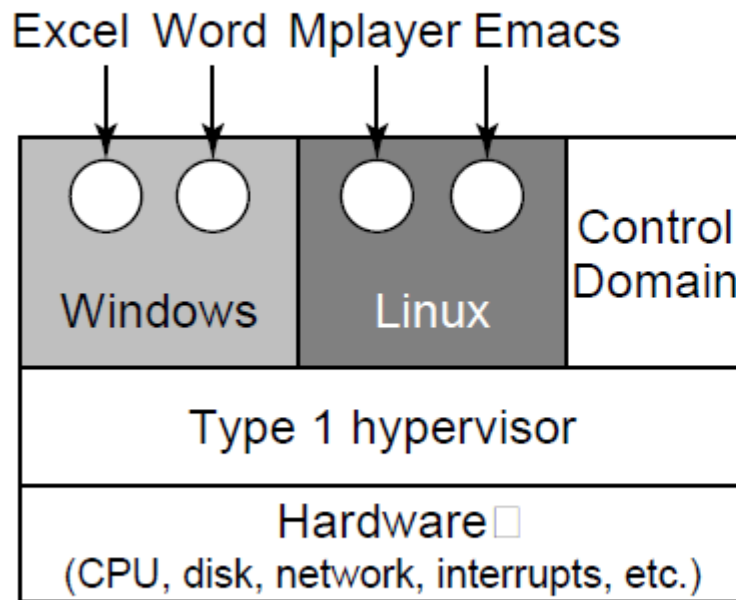 Excel Word Mplayer Emacs
Control
Domain
Windows
Linux
Type 1 hypervisor
Hardware
(CPU, disk, network, interrupts, etc.)